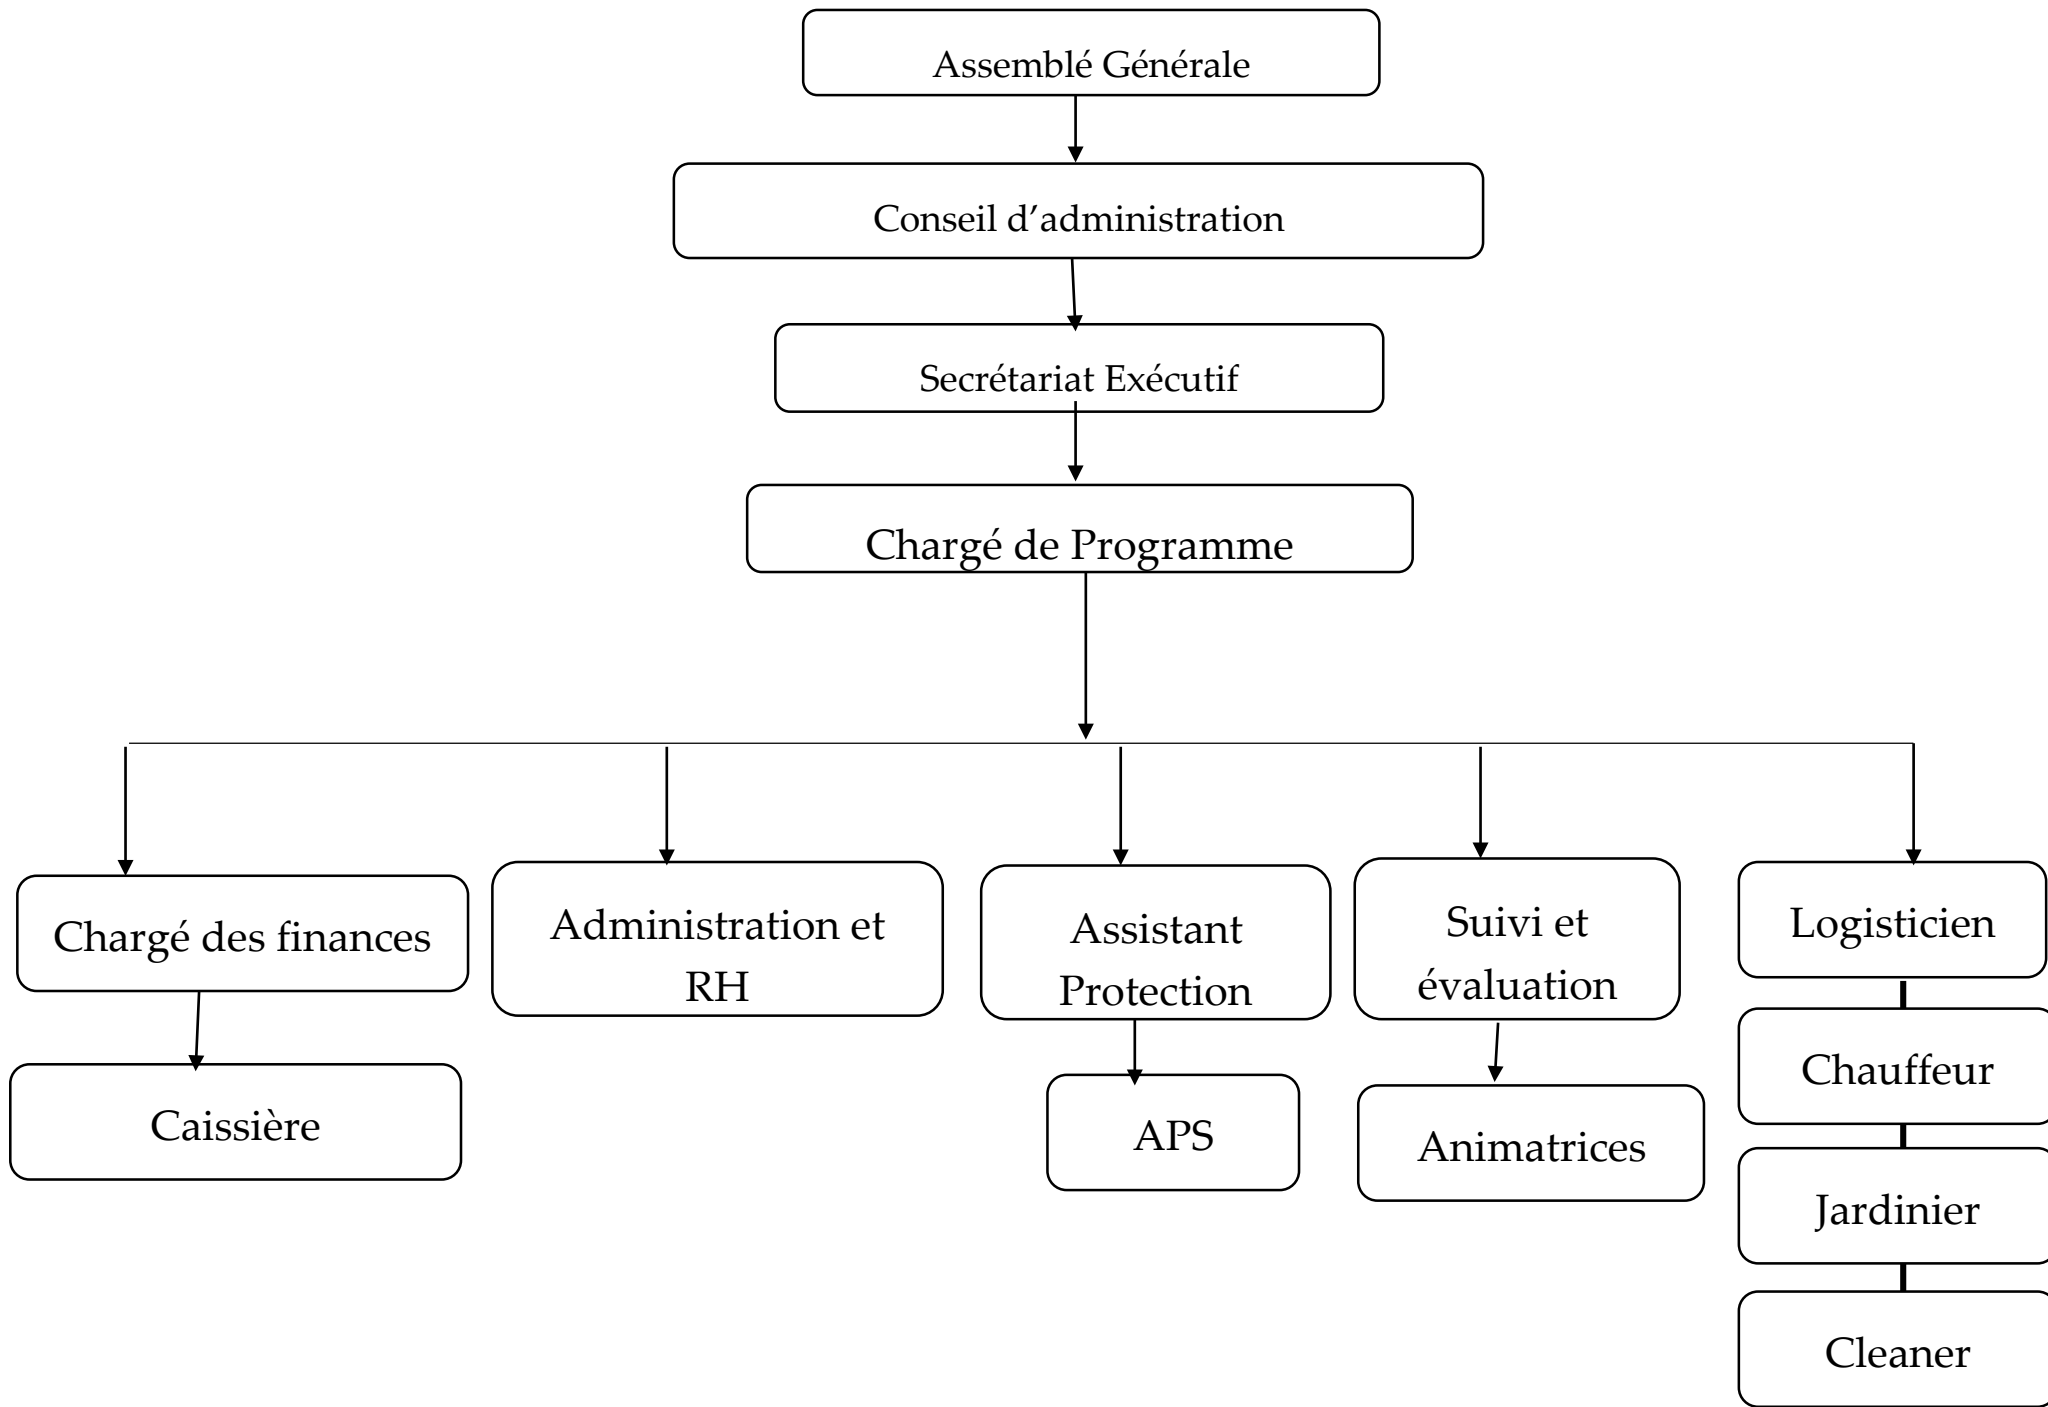 Assemblé Générale
Conseil d’administration
Secrétariat Exécutif
Chargé de Programme
Chargé des finances
Administration et
RH
Assistant
Protection
Suivi et
évaluation
Logisticien
Caissière
APS
Animatrices
Chauffeur
Jardinier
Cleaner